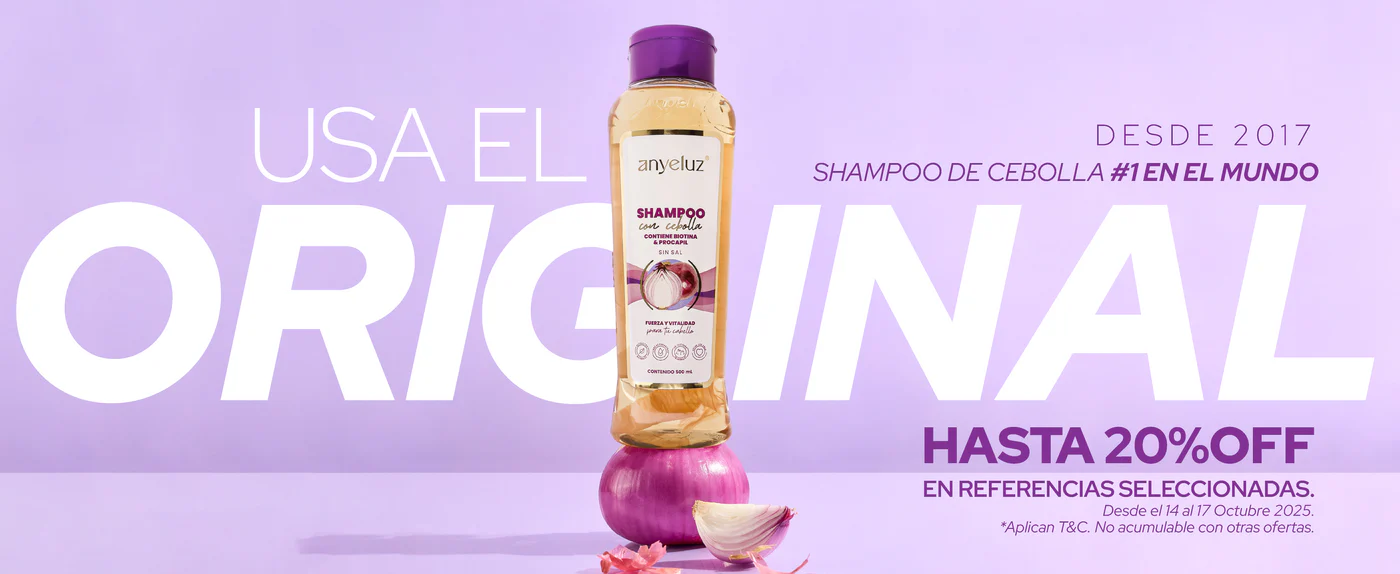 USA EL
ORIGINAL
DESDE 2017
SHAMPOO DE CEBOLLA #1 EN EL MUNDO
anyeluz®
SHAMPOO
con cebolla
CONTIENE BIOTINA
& PROCAPIL
SIN SAL
FUERZA Y VITALIDAD
para tu cabello
CONTENIDO 500 mL
HASTA 20%OFF
EN REFERENCIAS SELECCIONADAS.
Desde el 14 al 17 Octubre 2025.
*Aplican T&C. No acumulable con otras ofertas.